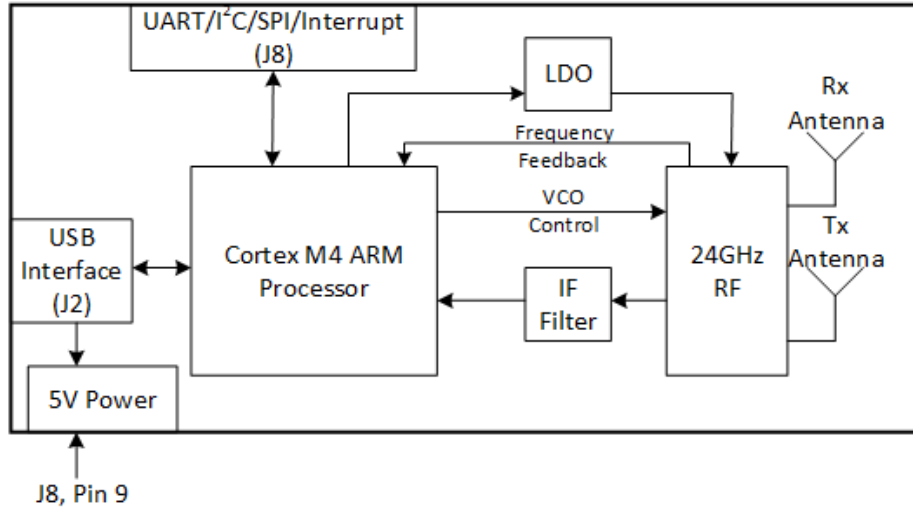 UART/I²C/SPI/Interrupt
(J8)
LDO
Rx
Antenna
Frequency
Feedback
VCO
Control
USB
Interface
(J2)
Cortex M4 ARM
Processor
24GHz
RF
Tx
Antenna
IF
Filter
5V Power
J8, Pin 9